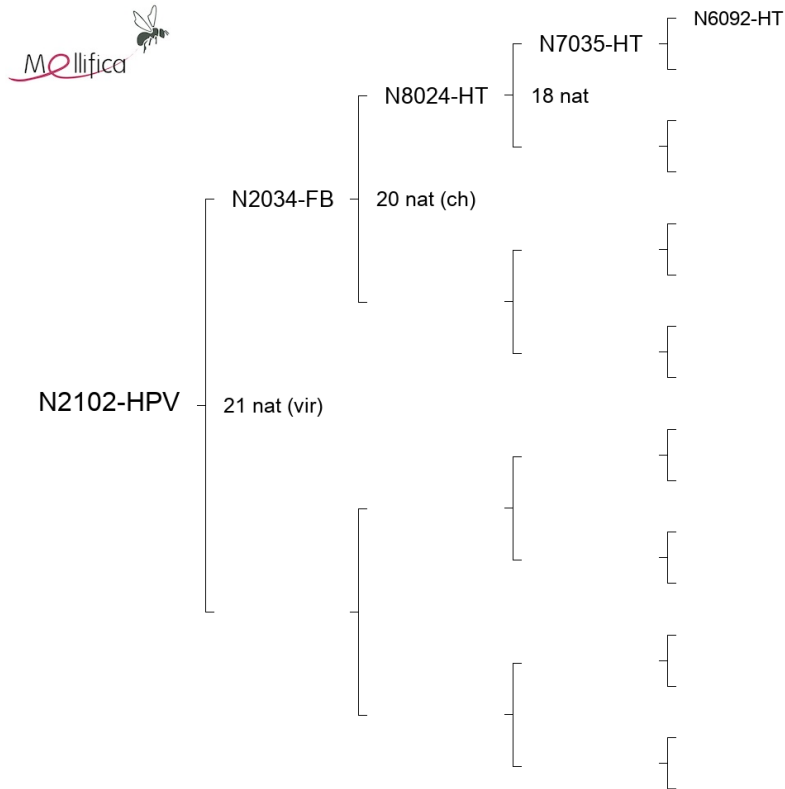 Mellifica
N6092-HT
N7035-HT
N8024-HT
18 nat
N2034-FB
20 nat (ch)
N2102-HPV
21 nat (vir)